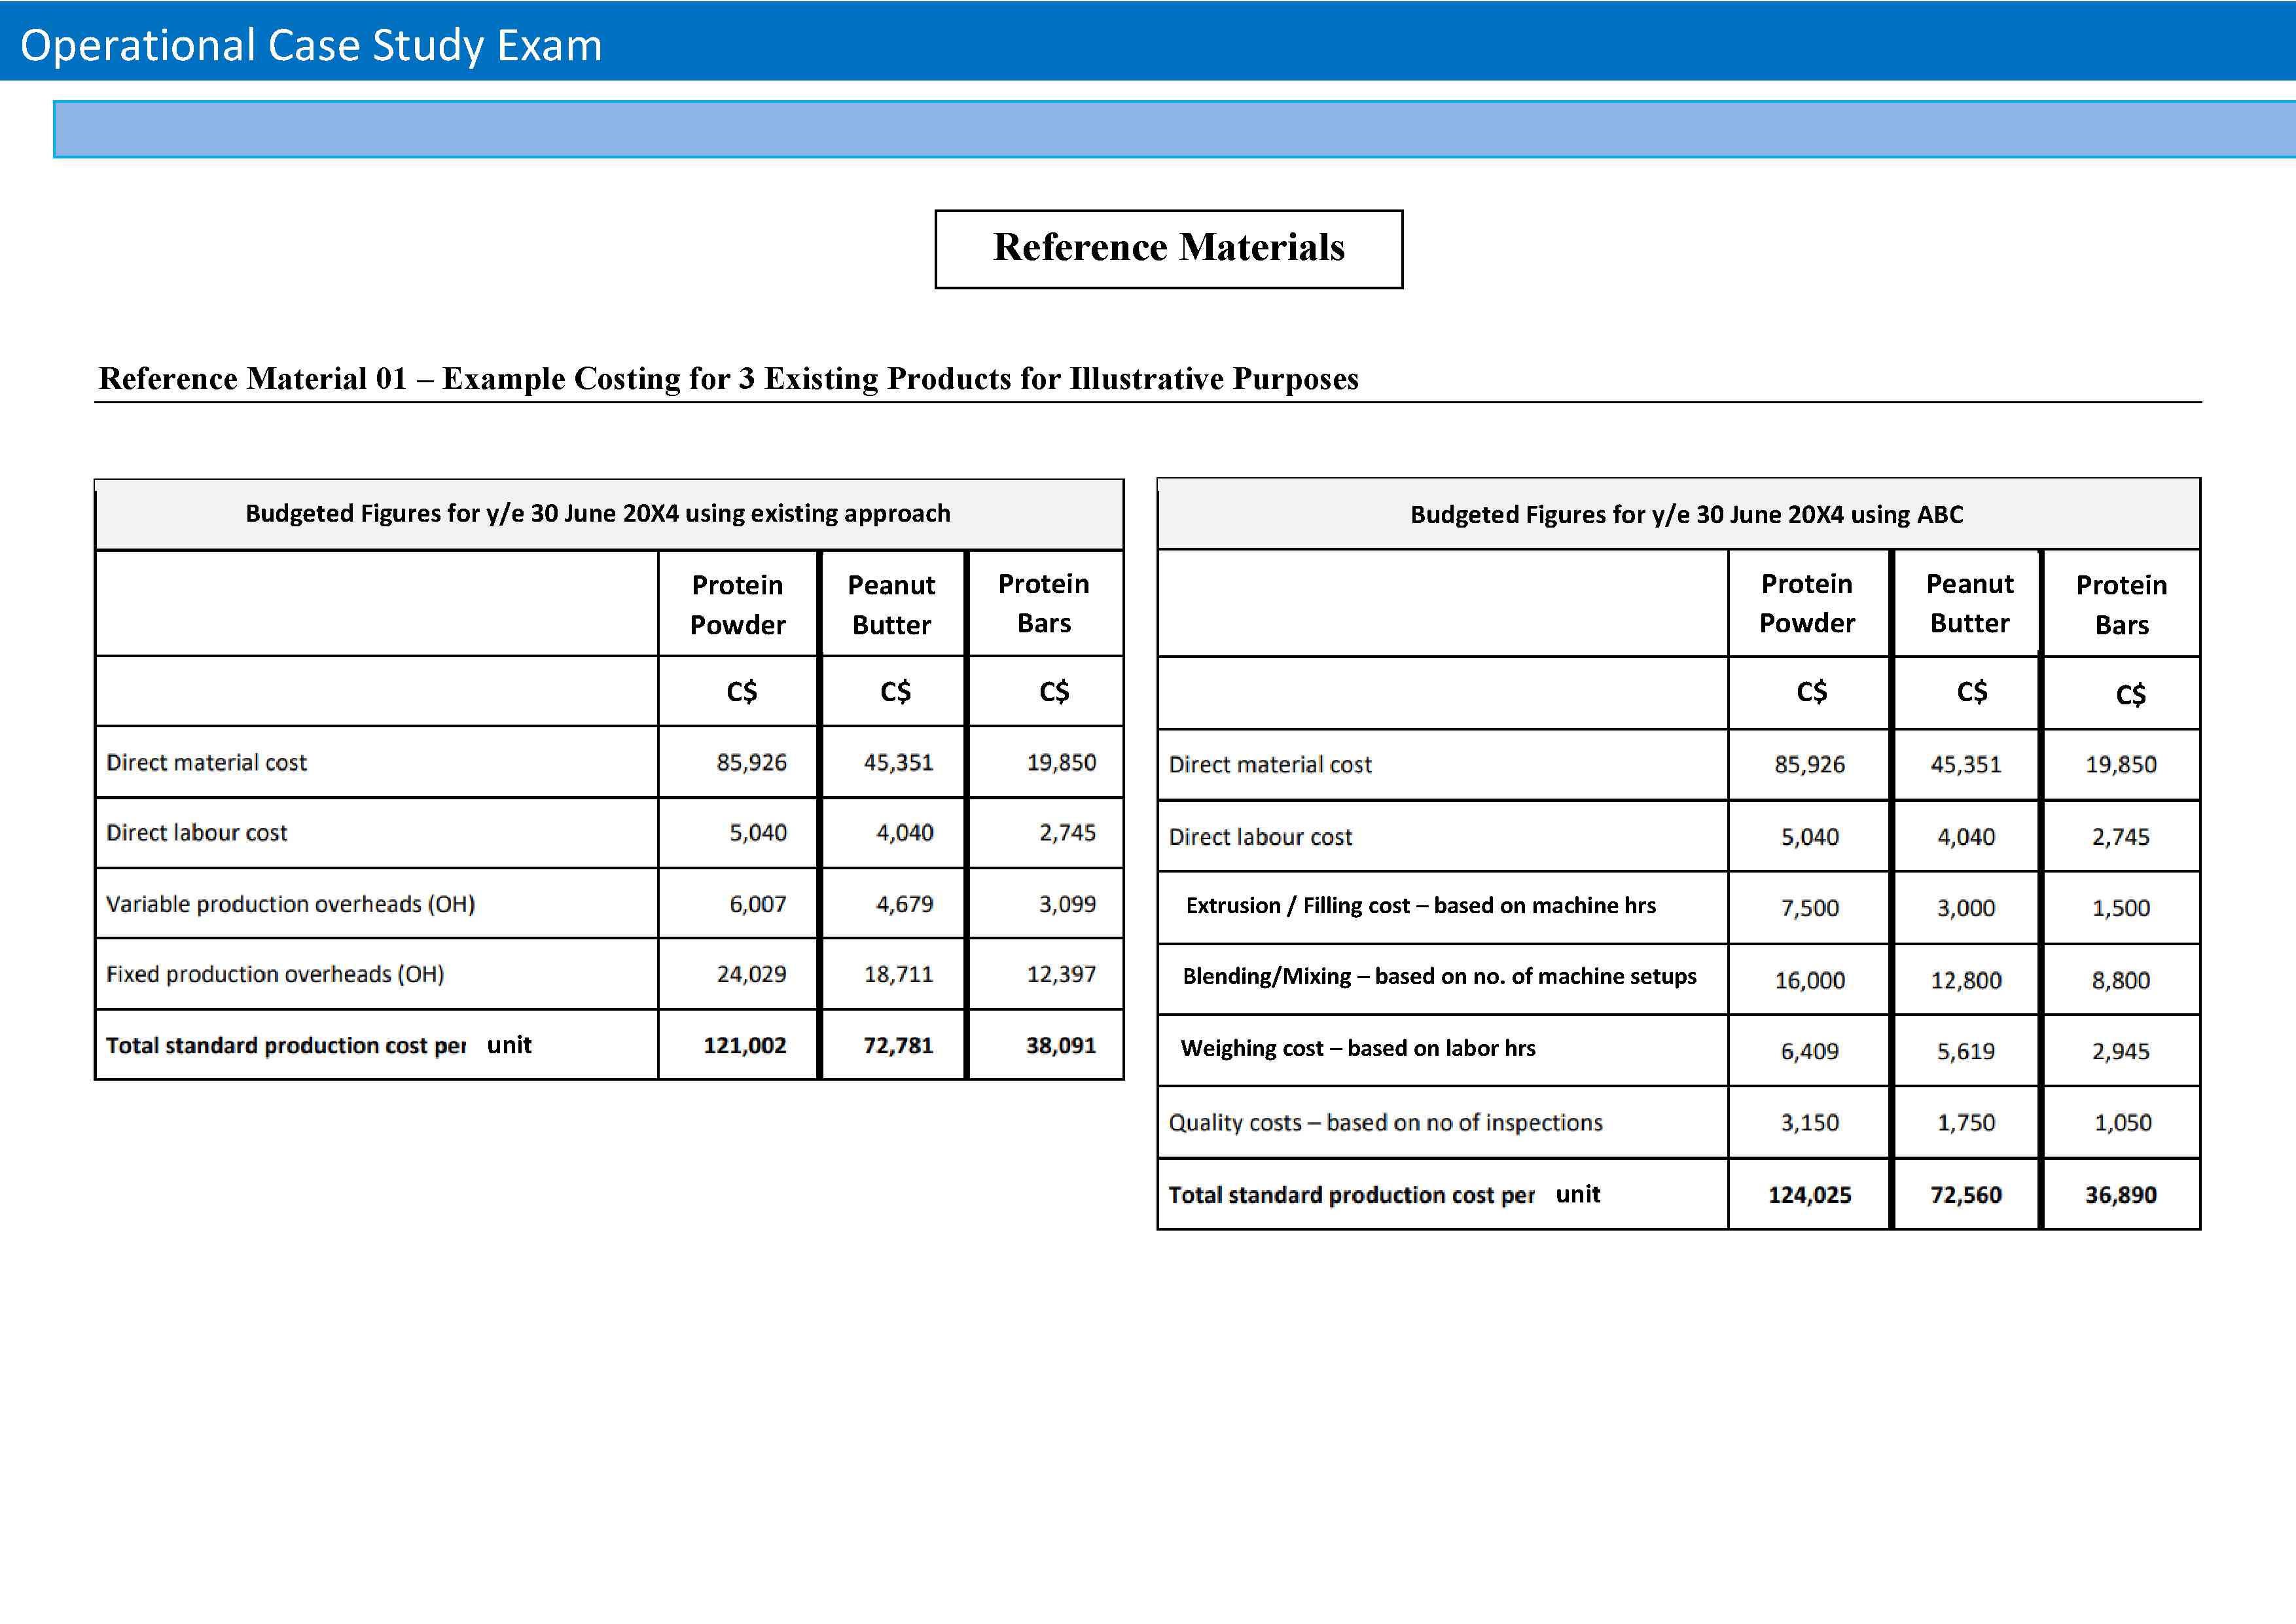 Operational Case Study Exam
Reference Materials
Reference Material 01 – Example Costing for 3 Existing Products for Illustrative Purposes
Budgeted Figures for y/e 30 June 20X4 using existing approach
Protein Powder Peanut Butter Protein Bars
C$ C$ C$
Direct material cost 85,926 45,351 19,850
Direct labour cost 5,040 4,040 2,745
Variable production overheads (OH) 6,007 4,679 3,099
Fixed production overheads (OH) 24,029 18,711 12,397
Total standard production cost per unit 121,002 72,781 38,091
Budgeted Figures for y/e 30 June 20X4 using ABC
Protein Powder Peanut Butter Protein Bars
C$ C$ C$
Direct material cost 85,926 45,351 19,850
Direct labour cost 5,040 4,040 2,745
Extrusion / Filling cost – based on machine hrs 7,500 3,000 1,500
Blending/Mixing – based on no. of machine setups 16,000 12,800 8,800
Weighing cost – based on labor hrs 6,409 5,619 2,945
Quality costs – based on no of inspections 3,150 1,750 1,050
Total standard production cost per unit 124,025 72,560 36,890